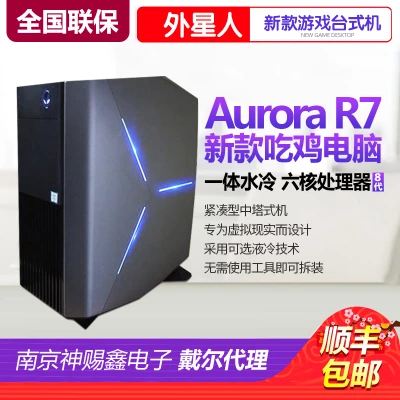 全国联保
外星人
新款游戏台式机
NEW GAME DESKTOP
Aurora R7
新款吃鸡电脑
一体水冷 六核处理器8代
紧凑型中塔式机
专为虚拟现实而设计
采用可选液冷技术
无需使用工具即可拆装
南京神赐鑫电子 戴尔代理
顺丰
包邮